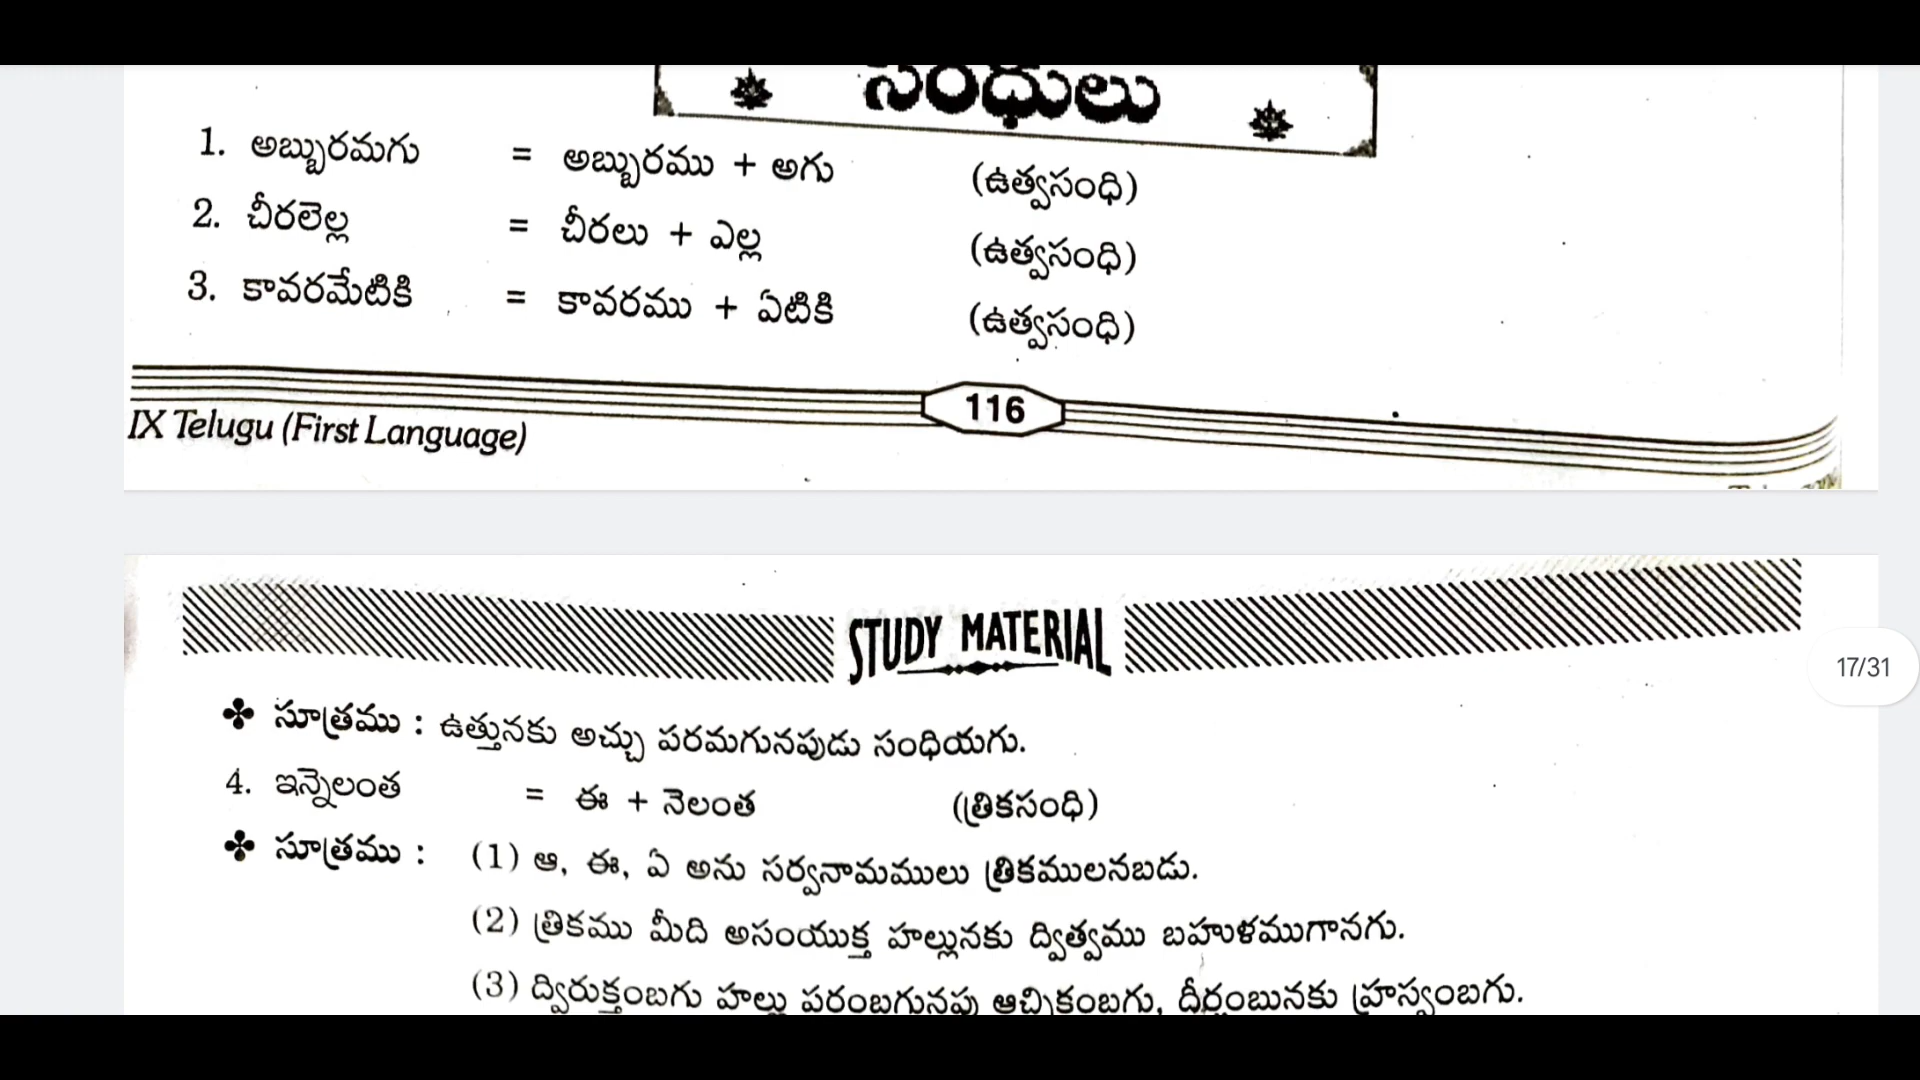 సంధులు
1. అబ్బురమగు = అబ్బురము + అగు (ఉత్వసంధి)
2. చీరలెల్ల = చీరలు + ఎల్ల (ఉత్వసంధి)
3. కావరమేటికి = కావరము + ఏటికి (ఉత్వసంధి)
116
IX Telugu (First Language)
STUDY MATERIAL
17/31
సూత్రము : ఉత్తునకు అచ్చు పరమగునపుడు సంధియగు.
4. ఇన్నెలంత = ఈ + నెలంత (త్రికసంధి)
సూత్రము : (1) ఆ, ఈ, ఏ అను సర్వనామములు త్రికములనబడు.
(2) త్రికము మీది అసంయుక్త హల్లునకు ద్విత్వము బహుళముగానగు.
(3) ద్విరుక్తంబగు హల్లు పరంబగునపు ఆచ్ఛికంబగు, దీర్ఘంబునకు హ్రస్వంబగు.